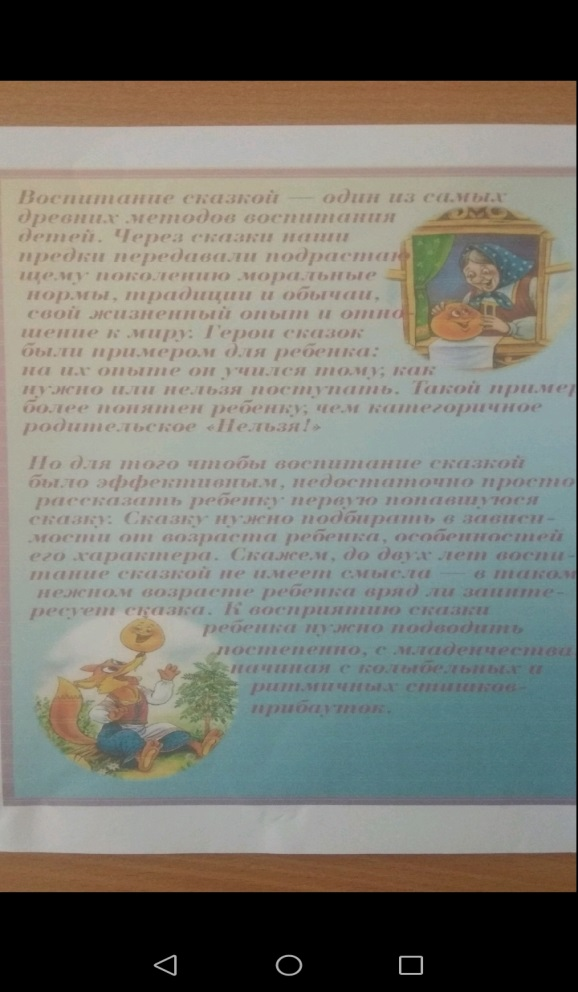 Воспитание сказкой — один из самых
древних методов воспитания
детей. Через сказки наши
предки передавали подрастаю
щему поколению моральные
нормы, традиции и обычаи,
свой жизненный опыт и отно-
шение к миру. Герои сказок
были примером для ребенка:
на их опыте он учился тому, как
нужно или нельзя поступать. Такой пример
более понятен ребенку, чем категоричное
родительское «Нельзя!»
Но для того чтобы воспитание сказкой
было эффективным, недостаточно просто
рассказать ребенку первую попавшуюся
сказку. Сказку нужно подбирать в зависи-
мости от возраста ребенка, особенностей
его характера. Скажем, до двух лет воспи-
тание сказкой не имеет смысла — в таком
нежном возрасте ребенка вряд ли заинте-
ресует сказка. К восприятию сказки
ребенка нужно подводить
постепенно, с младенчества
начиная с колыбельных и
ритмичных стишков-
прибауток.